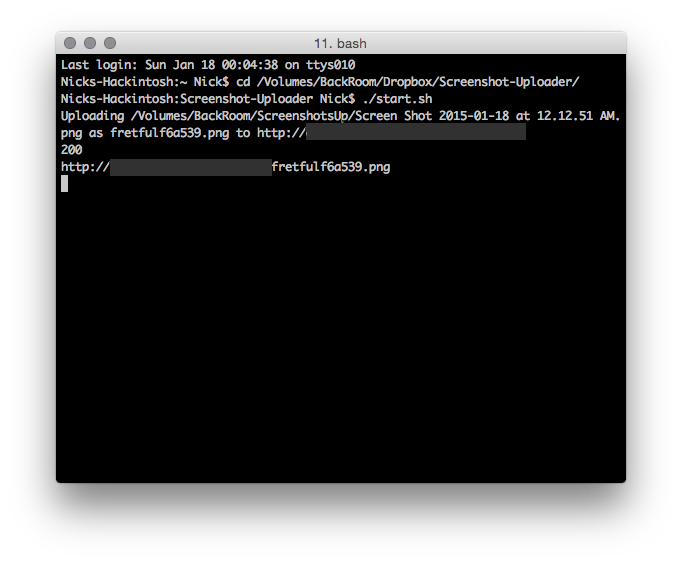 11. bash
Last login: Sun Jan 18 00:04:38 on ttys010
Nicks-Hackintosh:~ Nick$ cd /Volumes/BackRoom/Dropbox/Screenshot-Uploader/
Nicks-Hackintosh:Screenshot-Uploader Nick$ ./start.sh
Uploading /Volumes/BackRoom/ScreenshotsUp/Screen Shot 2015-01-18 at 12.12.51 AM.
png as fretfulf6a539.png to http://
200
http:// fretfulf6a539.png